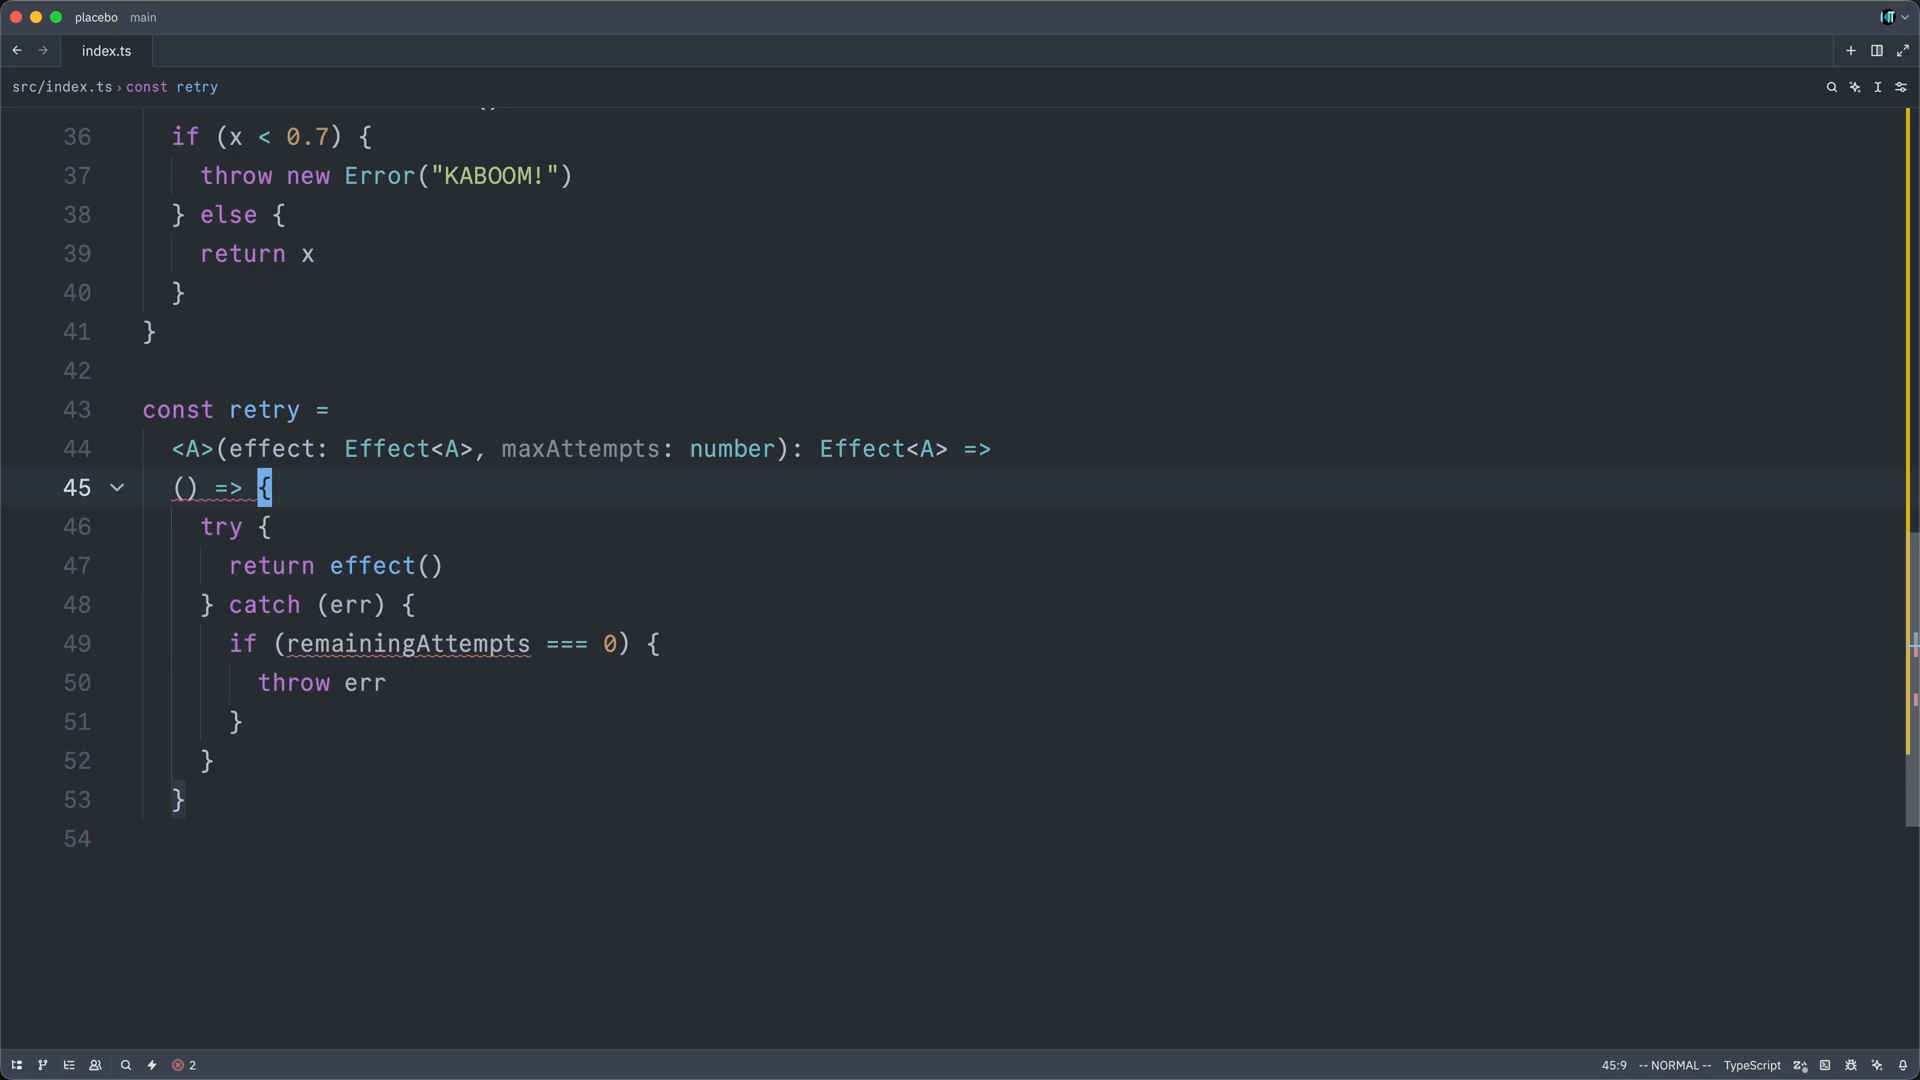 placebo main
index.ts
src/index.ts › const retry
36 if (x < 0.7) {
37 throw new Error("KABOOM!")
38 } else {
39 return x
40 }
41 }
42
43 const retry =
44 <A>(effect: Effect<A>, maxAttempts: number): Effect<A> =>
45 () => {
46 try {
47 return effect()
48 } catch (err) {
49 if (remainingAttempts === 0) {
50 throw err
51 }
52 }
53 }
54
2 45:9 -- NORMAL -- TypeScript